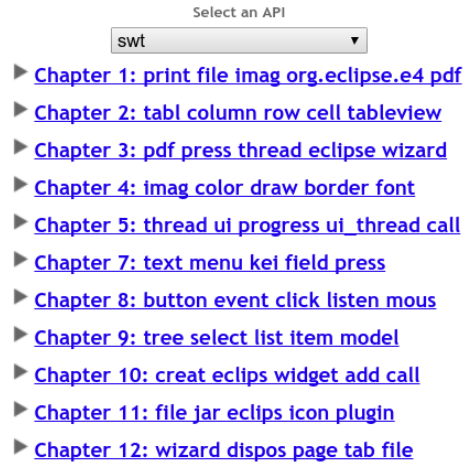 Select an API
swt
Chapter 1: print file imag org.eclipse.e4 pdf
Chapter 2: tabl column row cell tableview
Chapter 3: pdf press thread eclipse wizard
Chapter 4: imag color draw border font
Chapter 5: thread ui progress ui_thread call
Chapter 7: text menu kei field press
Chapter 8: button event click listen mous
Chapter 9: tree select list item model
Chapter 10: creat eclips widget add call
Chapter 11: file jar eclips icon plugin
Chapter 12: wizard dispos page tab file